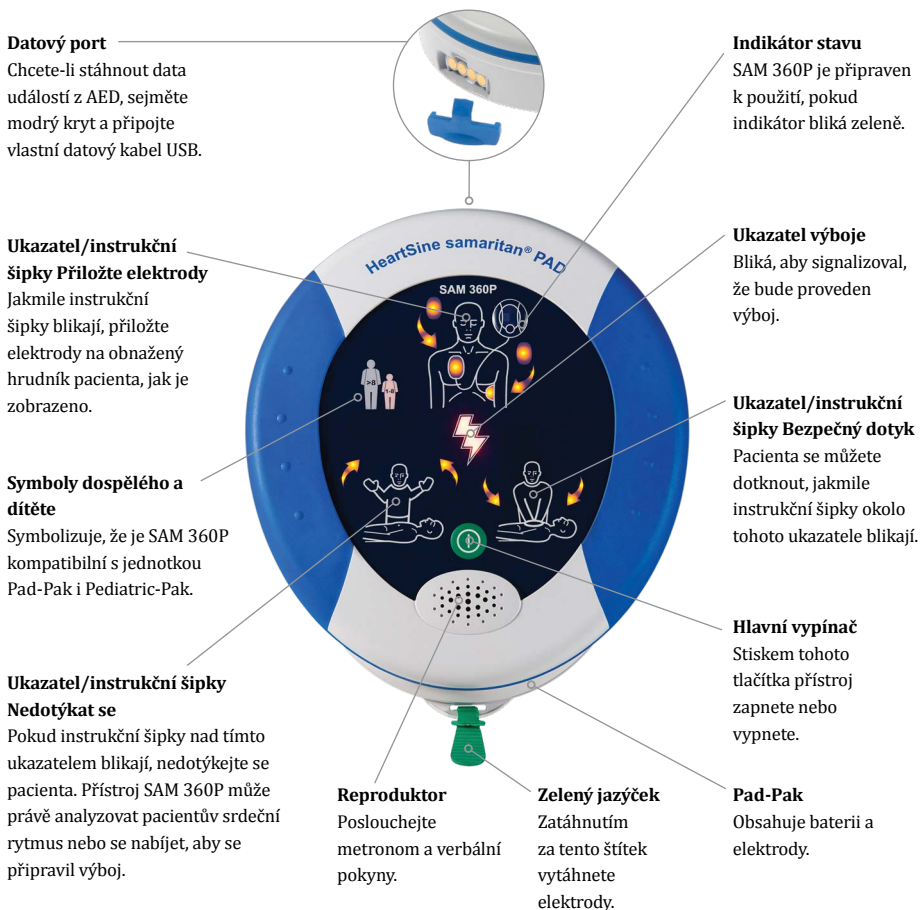 Datový port
Chcete-li stáhnout data
událostí z AED, sejměte
modrý kryt a připojte
vlastní datový kabel USB.
Indikátor stavu
SAM 360P je připraven
k použití, pokud
indikátor bliká zeleně.
Ukazatel/instrukční
šipky Přiložte elektrody
Jakmile instrukční
šipky blikají, přiložte
elektrody na obnažený
hrudník pacienta, jak je
zobrazeno.
HeartSine samaritan® PAD
SAM 360P
>8
1-8
Ukazatel výboje
Bliká, aby signalizoval,
že bude proveden
výboj.
Ukazatel/instrukční
šipky Bezpečný dotyk
Pacienta se můžete
dotknout, jakmile
instrukční šipky okolo
tohoto ukazatele blikají.
Symboly dospělého a
dítěte
Symbolizuje, že je SAM 360P
kompatibilní s jednotkou
Pad-Pak i Pediatric-Pak.
Hlavní vypínač
Stiskem tohoto
tlačítka přístroj
zapnete nebo
vypnete.
Ukazatel/instrukční šipky
Nedotýkat se
Pokud instrukční šipky nad tímto
ukazatelem blikají, nedotýkejte se
pacienta. Přístroj SAM 360P může
právě analyzovat pacientův srdeční
rytmus nebo se nabíjet, aby se
připravil výboj.
Reproduktor
Poslouchejte
metronom a verbální
pokyny.
Zelený jazýček
Zatáhnutím
za tento štítek
vytáhnete
elektrody.
Pad-Pak
Obsahuje baterii a
elektrody.